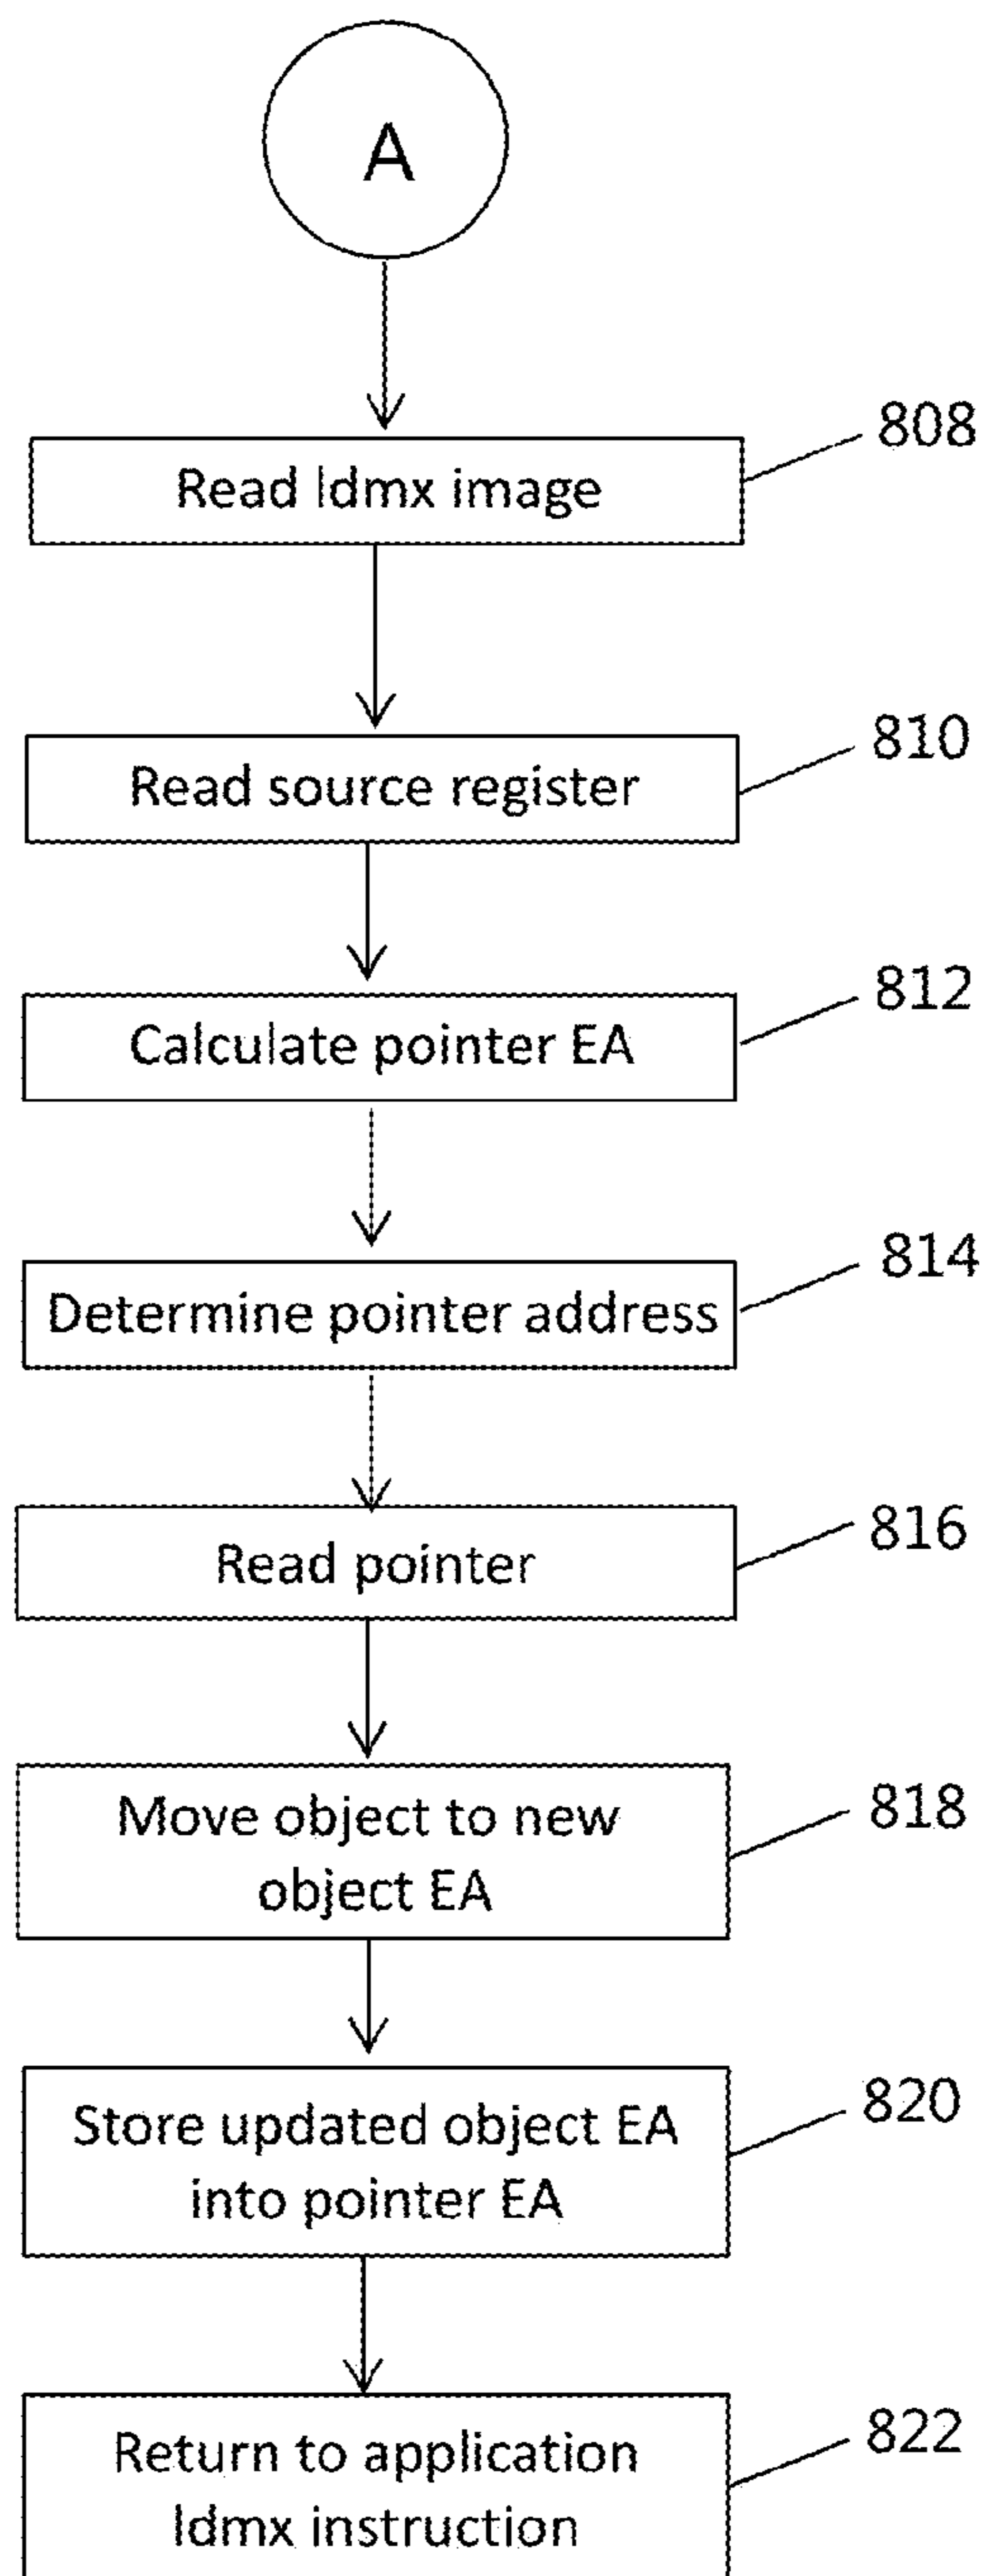 A
808
Read ldmx image
810
Read source register
812
Calculate pointer EA
814
Determine pointer address
816
Read pointer
818
Move object to new
object EA
820
Store updated object EA
into pointer EA
822
Return to application
ldmx instruction